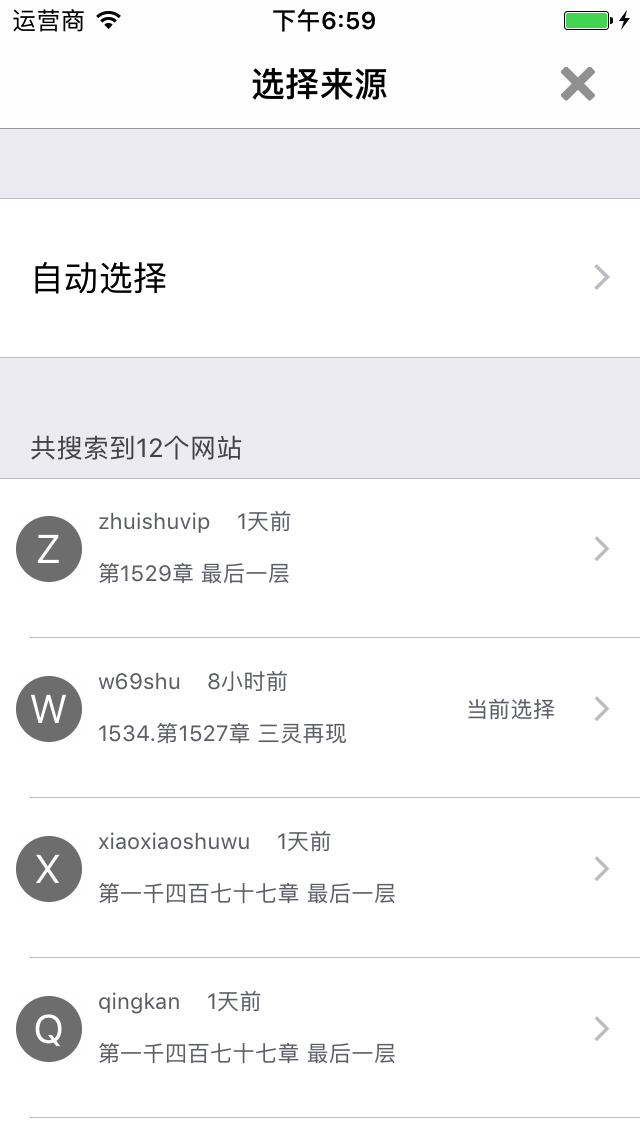 运营商 下午6:59
选择来源
自动选择
共搜索到12个网站
Z
zhuishuvip 1天前
第1529章 最后一层
W
w69shu 8小时前
当前选择
1534.第1527章 三灵再现
X
xiaoxiaoshuwu 1天前
第一千四百七十七章 最后一层
Q
qingkan 1天前
第一千四百七十七章 最后一层